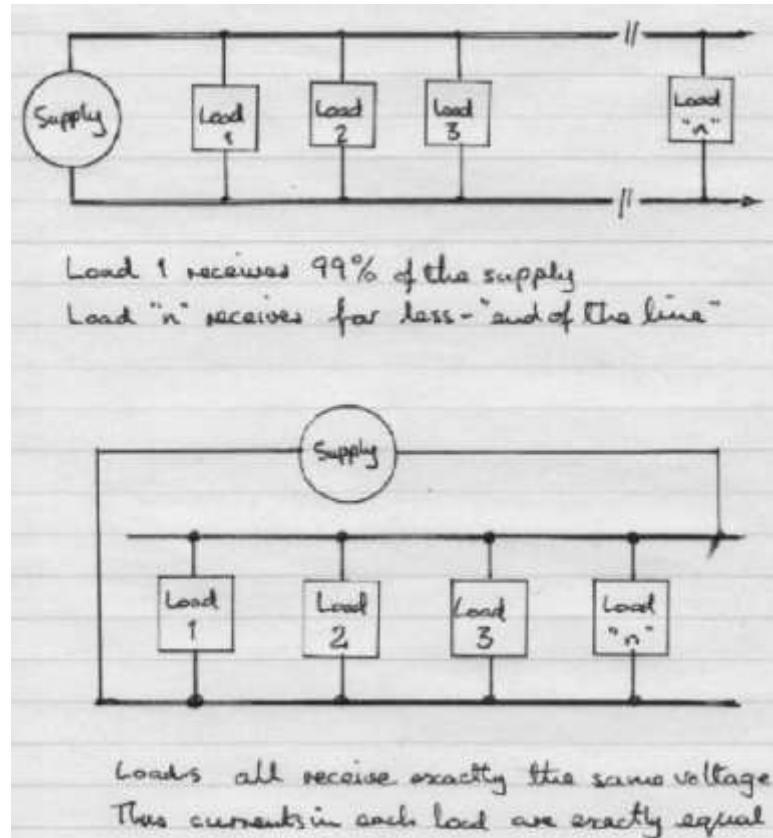 Supply
Load 1
Load 2
Load 3
Load "n"
Load 1 receives 99% of the supply
Load "n" receives far less - "end of the line"
Supply
Load 1
Load 2
Load 3
Load "n"
Loads all receive exactly the same voltage
Thus currents in each load are exactly equal